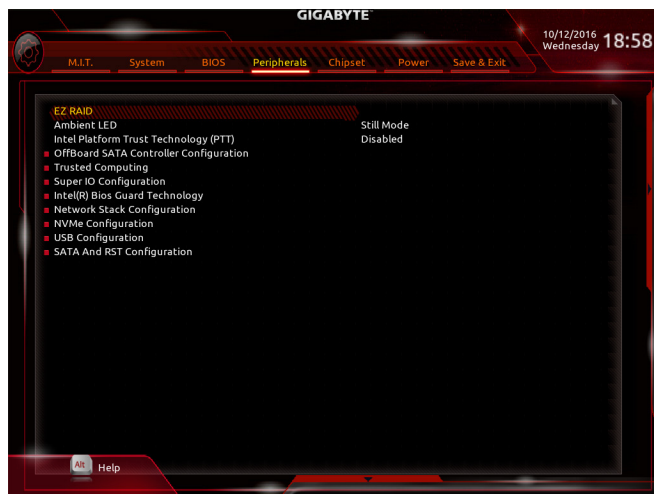 GIGABYTE™
10/12/2016
Wednesday 18:58
M.I.T. System BIOS Peripherals Chipset Power Save & Exit
EZ RAID
Ambient LED Still Mode
Intel Platform Trust Technology (PTT) Disabled
OffBoard SATA Controller Configuration
Trusted Computing
Super IO Configuration
Intel(R) Bios Guard Technology
Network Stack Configuration
NVMe Configuration
USB Configuration
SATA And RST Configuration
Alt Help